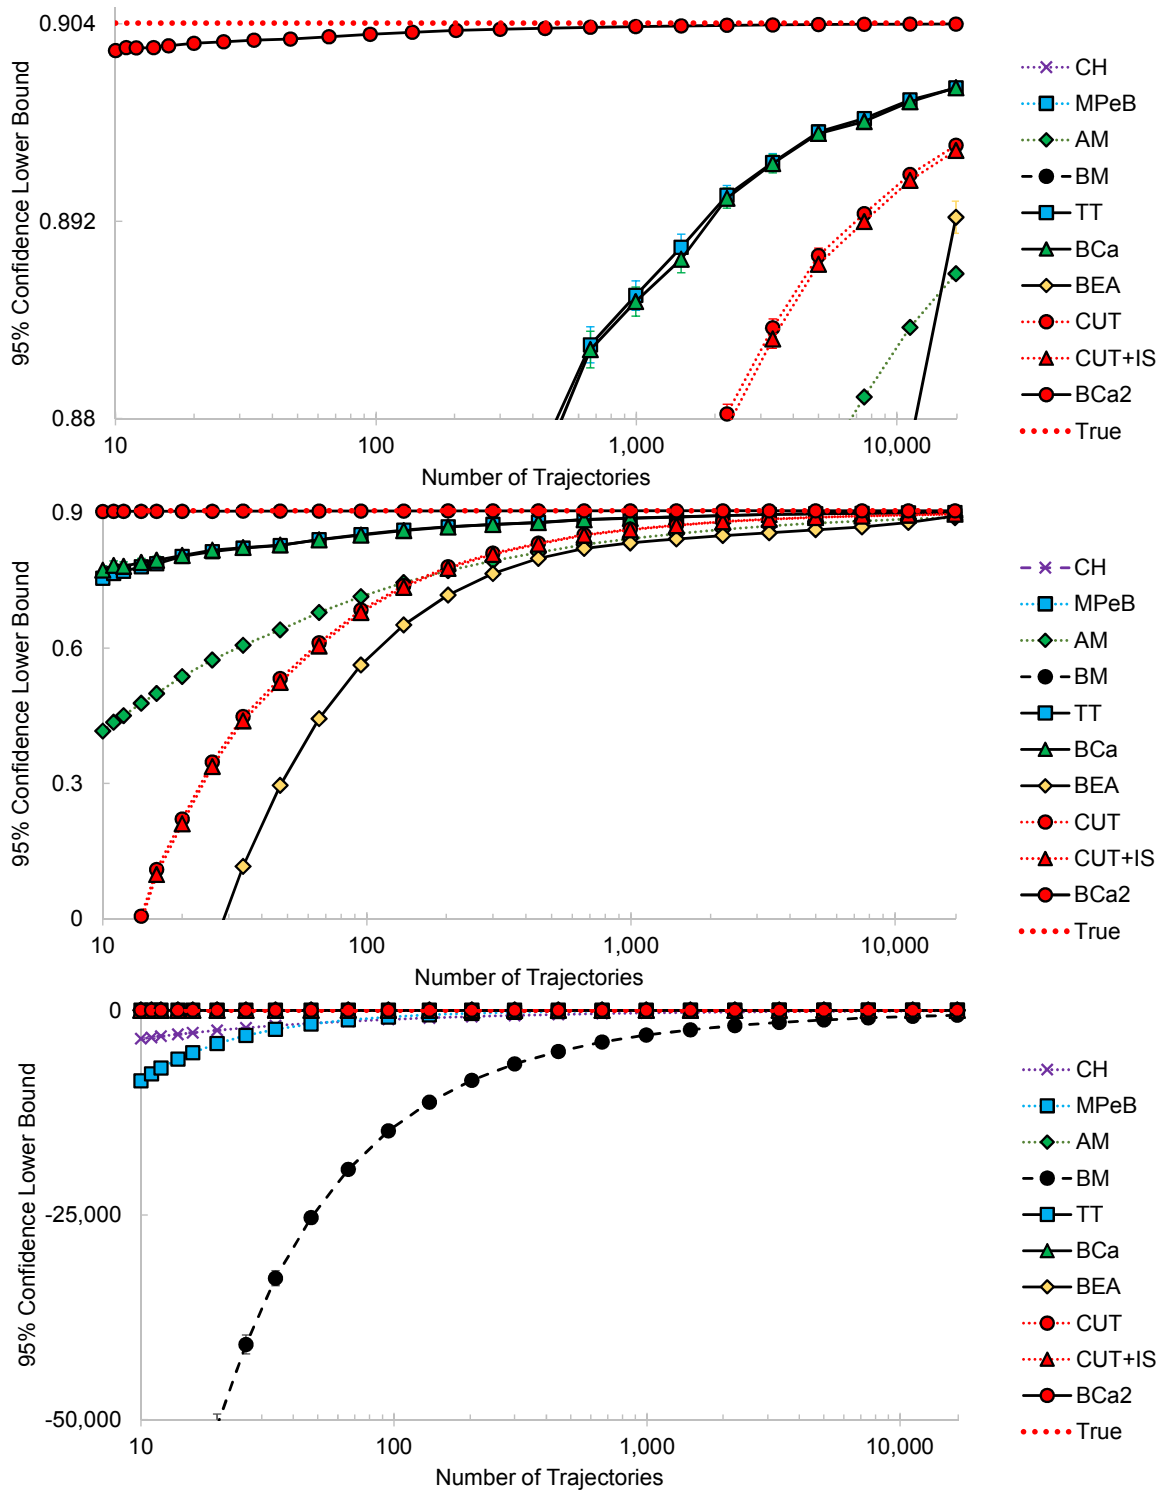 0.904
0.892
0.88
95% Confidence Lower Bound
10
100
1,000
10,000
Number of Trajectories
CH
MPeB
AM
BM
TT
BCa
BEA
CUT
CUT+IS
BCa2
True
0.9
0.6
0.3
0
95% Confidence Lower Bound
10
100
1,000
10,000
Number of Trajectories
CH
MPeB
AM
BM
TT
BCa
BEA
CUT
CUT+IS
BCa2
True
0
-25,000
-50,000
95% Confidence Lower Bound
10
100
1,000
10,000
Number of Trajectories
CH
MPeB
AM
BM
TT
BCa
BEA
CUT
CUT+IS
BCa2
True